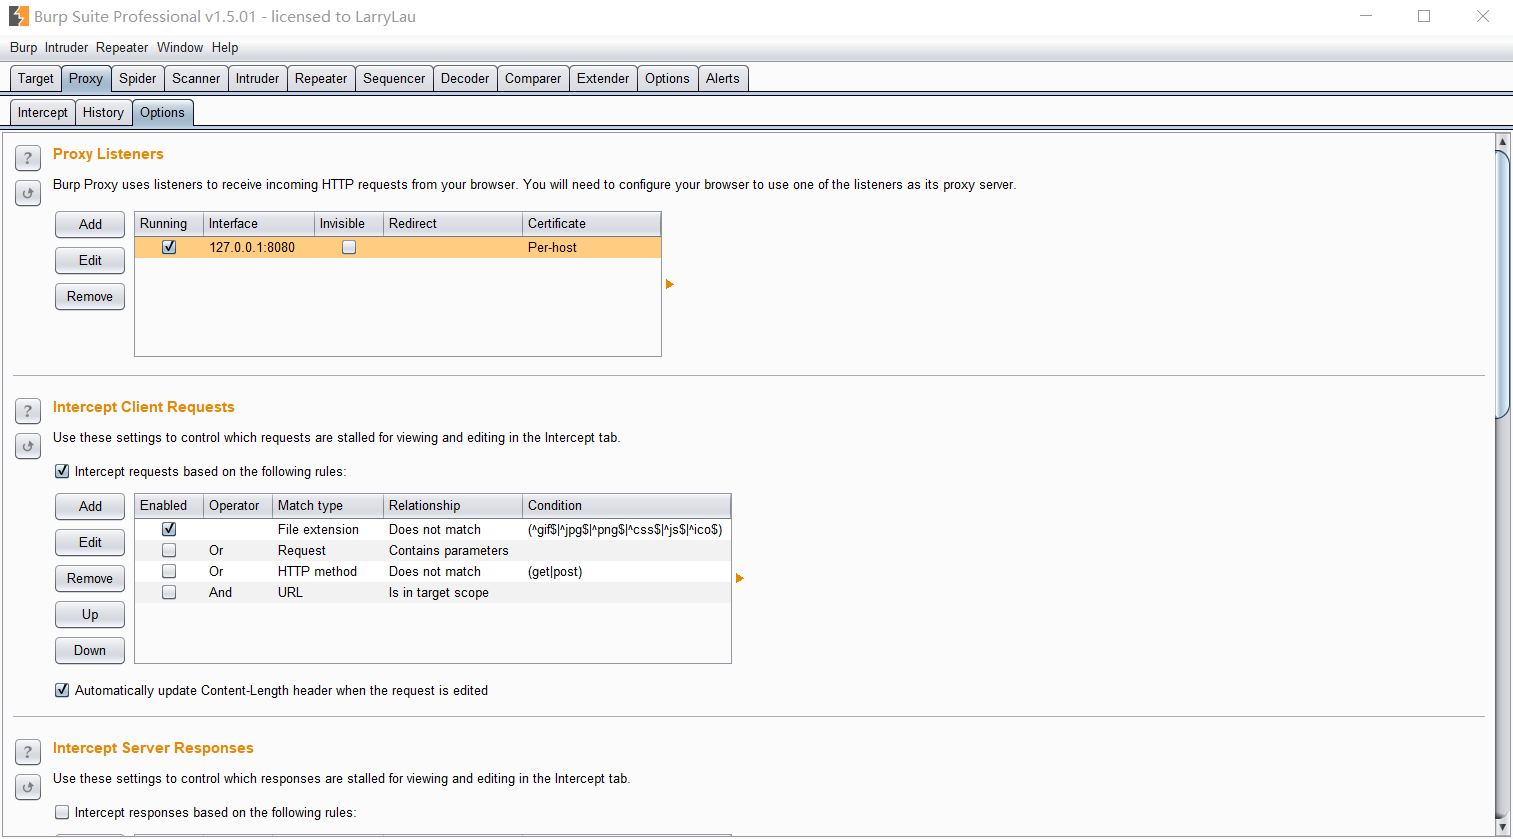 Burp Suite Professional v1.5.01 - licensed to LarryLau
Burp Intruder Repeater Window Help
Target Proxy Spider Scanner Intruder Repeater Sequencer Decoder Comparer Extender Options Alerts
Intercept History Options
? Proxy Listeners
Burp Proxy uses listeners to receive incoming HTTP requests from your browser. You will need to configure your browser to use one of the listeners as its proxy server.
Add Running Interface Invisible Redirect Certificate
127.0.0.1:8080 Per-host
Edit
Remove
? Intercept Client Requests
Use these settings to control which requests are stalled for viewing and editing in the Intercept tab.
Intercept requests based on the following rules:
Add Enabled Operator Match type Relationship Condition
File extension Does not match (^gif$|^jpg$|^png$|^css$|^js$|^ico$)
Edit Or Request Contains parameters
Remove Or HTTP method Does not match (get|post)
Up And URL Is in target scope
Down
Automatically update Content-Length header when the request is edited
? Intercept Server Responses
Use these settings to control which responses are stalled for viewing and editing in the Intercept tab.
Intercept responses based on the following rules: